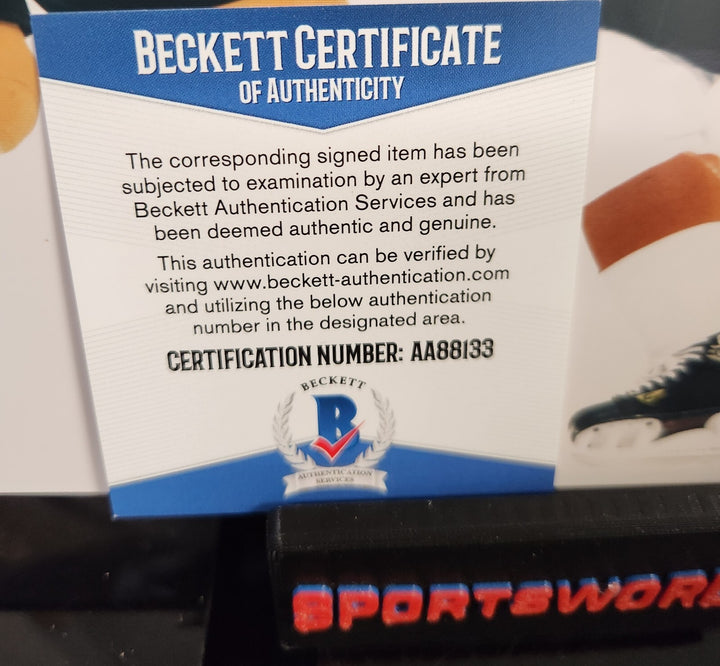 BECKETT CERTIFICATE
OF AUTHENTICITY
The corresponding signed item has been
subjected to examination by an expert from
Beckett Authentication Services and has
been deemed authentic and genuine.
This authentication can be verified by
visiting www.beckett-authentication.com
and utilizing the below authentication
number in the designated area.
CERTIFICATION NUMBER: AA88133
BECKETT
B
AUTHENTICATION
SERVICES
SPORTSWORL